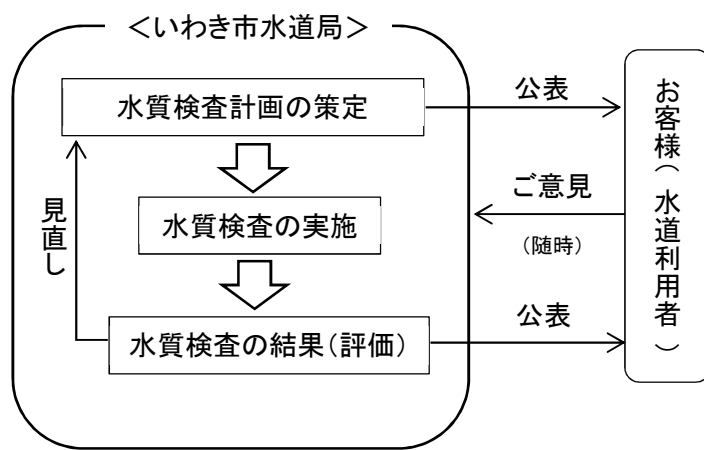 ＜いわき市水道局＞
水質検査計画の策定
公表
お客様（水道利用者）
ご意見
（随時）
見直し
水質検査の実施
公表
水質検査の結果（評価）